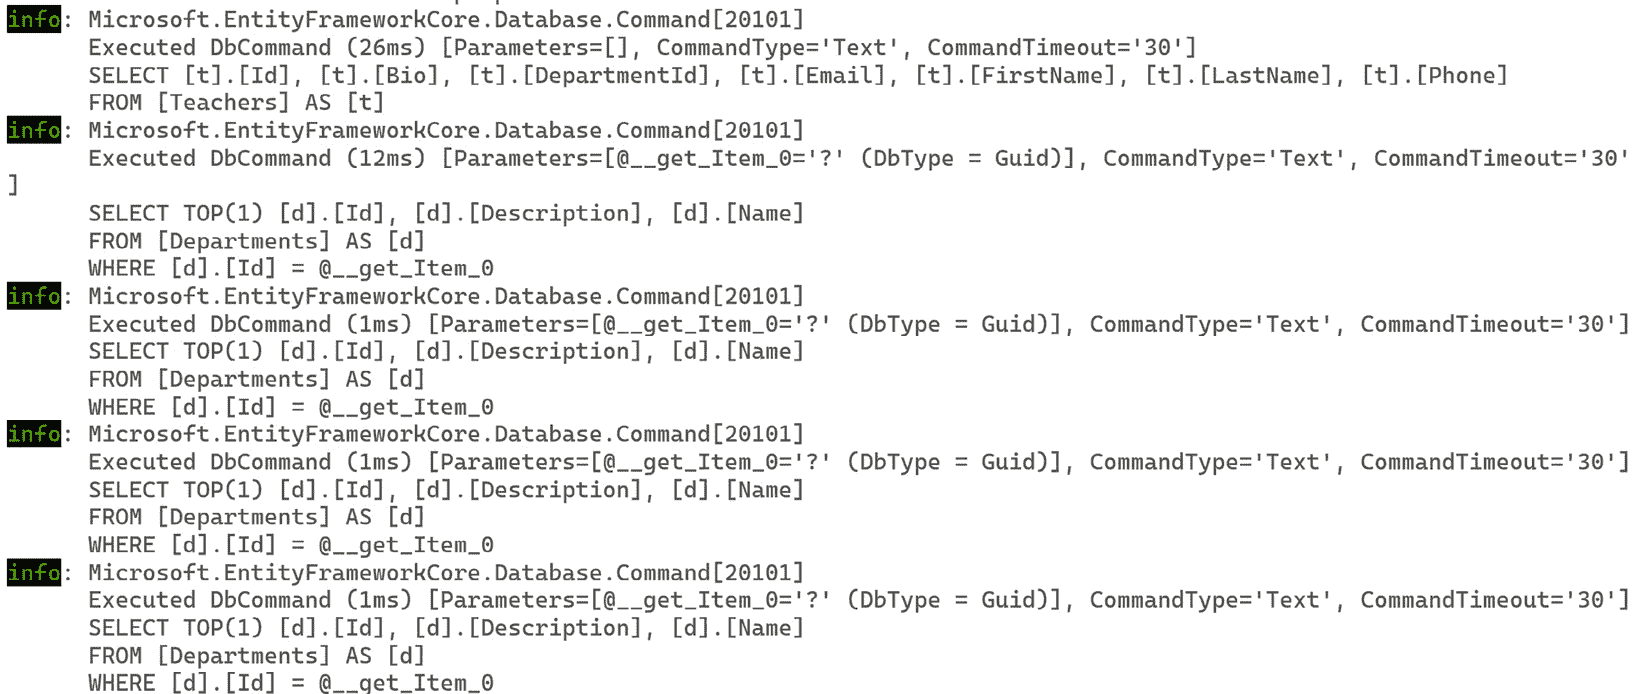 info: Microsoft.EntityFrameworkCore.Database.Command[20101]
Executed DbCommand (26ms) [Parameters=[], CommandType='Text', CommandTimeout='30']
SELECT [t].[Id], [t].[Bio], [t].[DepartmentId], [t].[Email], [t].[FirstName], [t].[LastName], [t].[Phone]
FROM [Teachers] AS [t]
info: Microsoft.EntityFrameworkCore.Database.Command[20101]
Executed DbCommand (12ms) [Parameters=[@__get_Item_0='?' (DbType = Guid)], CommandType='Text', CommandTimeout='30'
]
SELECT TOP(1) [d].[Id], [d].[Description], [d].[Name]
FROM [Departments] AS [d]
WHERE [d].[Id] = @__get_Item_0
info: Microsoft.EntityFrameworkCore.Database.Command[20101]
Executed DbCommand (1ms) [Parameters=[@__get_Item_0='?' (DbType = Guid)], CommandType='Text', CommandTimeout='30']
SELECT TOP(1) [d].[Id], [d].[Description], [d].[Name]
FROM [Departments] AS [d]
WHERE [d].[Id] = @__get_Item_0
info: Microsoft.EntityFrameworkCore.Database.Command[20101]
Executed DbCommand (1ms) [Parameters=[@__get_Item_0='?' (DbType = Guid)], CommandType='Text', CommandTimeout='30']
SELECT TOP(1) [d].[Id], [d].[Description], [d].[Name]
FROM [Departments] AS [d]
WHERE [d].[Id] = @__get_Item_0
info: Microsoft.EntityFrameworkCore.Database.Command[20101]
Executed DbCommand (1ms) [Parameters=[@__get_Item_0='?' (DbType = Guid)], CommandType='Text', CommandTimeout='30']
SELECT TOP(1) [d].[Id], [d].[Description], [d].[Name]
FROM [Departments] AS [d]
WHERE [d].[Id] = @__get_Item_0